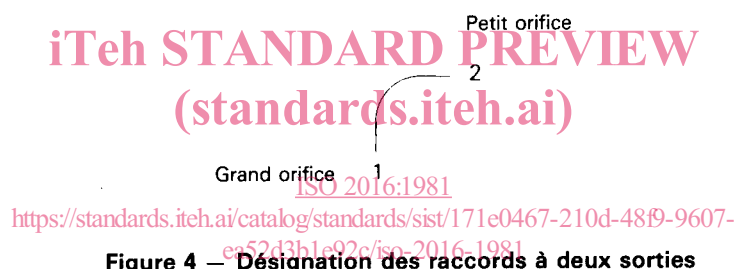 Petit orifice
iTeh STANDARD PREVIEW
2
(standards.iteh.ai)
Grand orifice 1
ISO 2016:1981
https://standards.iteh.ai/catalog/standards/sist/171e0467-210d-48f9-9607-
ea52d3b1e92c/iso-2016-1981
Figure 4 — Désignation des raccords à deux sorties